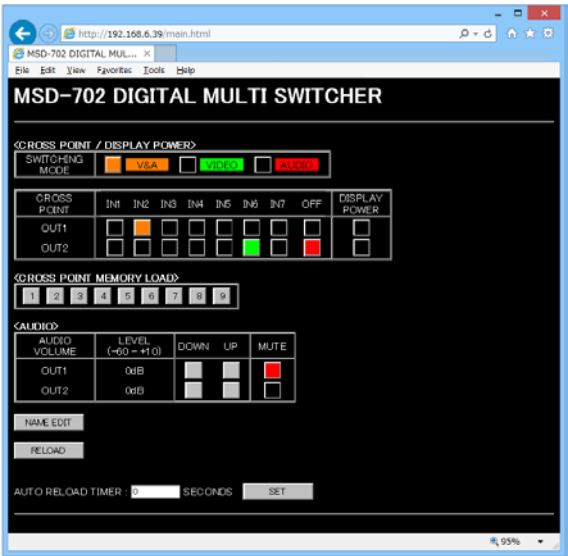 http://192.168.6.39/main.html
MSD-702 DIGITAL MUL... ×
File Edit View Favorites Tools Help
MSD-702 DIGITAL MULTI SWITCHER
<CROSS POINT / DISPLAY POWER>
SWITCHING MODE V&A VIDEO AUDIO
CROSS POINT IN1 IN2 IN3 IN4 IN5 IN6 IN7 OFF DISPLAY POWER
OUT1
OUT2
<CROSS POINT MEMORY LOAD>
1 2 3 4 5 6 7 8 9
<AUDIO>
AUDIO VOLUME LEVEL (-60 - +10) DOWN UP MUTE
OUT1 0dB
OUT2 0dB
NAME EDIT
RELOAD
AUTO RELOAD TIMER : 0 SECONDS SET
95%